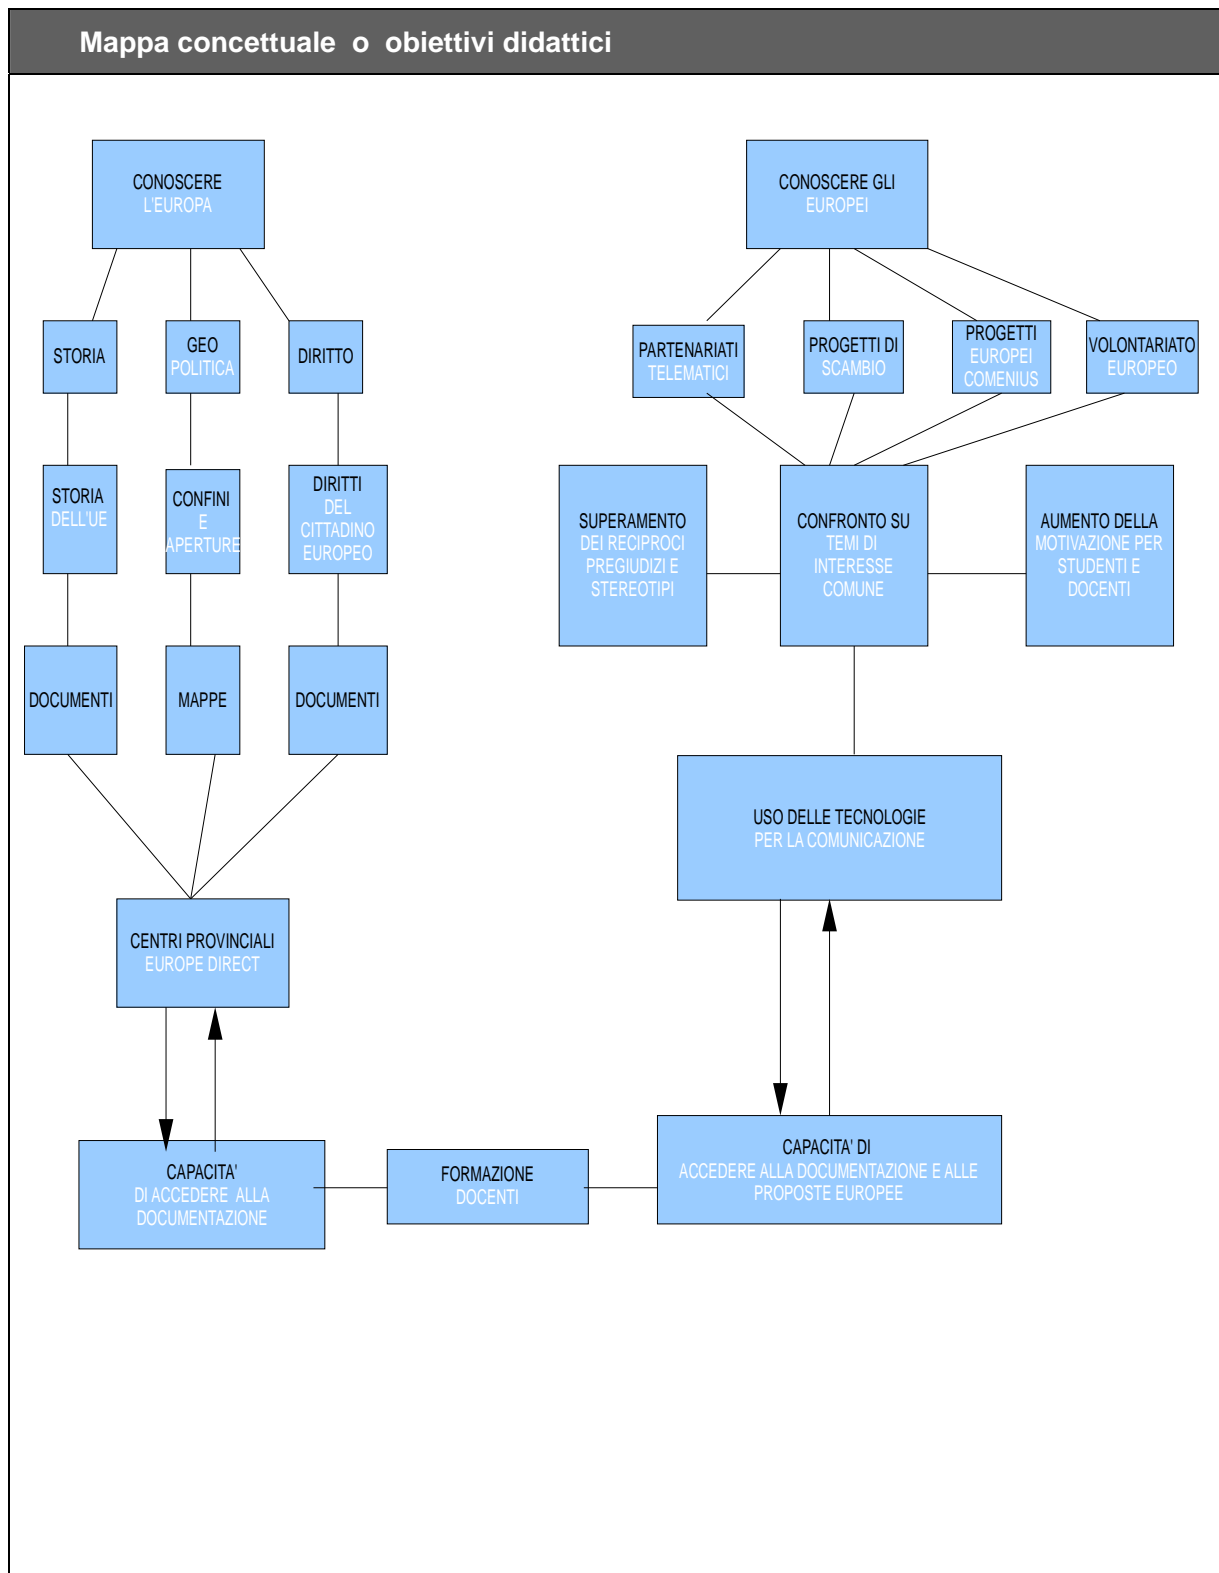 Mappa concettuale o obiettivi didattici
CONOSCERE
L'EUROPA
CONOSCERE GLI
EUROPEI
STORIA
GEO
POLITICA
DIRITTO
PARTENARIATI
TELEMATICI
PROGETTI DI
SCAMBIO
PROGETTI
EUROPEI
COMENIUS
VOLONTARIATO
EUROPEO
STORIA
DELL'UE
CONFINI
E
APERTURE
DIRITTI
DEL
CITTADINO
EUROPEO
SUPERAMENTO
DEI RECIPROCI
PREGIUDIZI E
STEREOTIPI
CONFRONTO SU
TEMI DI
INTERESSE
COMUNE
AUMENTO DELLA
MOTIVAZIONE PER
STUDENTI E
DOCENTI
DOCUMENTI
MAPPE
DOCUMENTI
USO DELLE TECNOLOGIE
PER LA COMUNICAZIONE
CENTRI PROVINCIALI
EUROPE DIRECT
CAPACITA'
DI ACCEDERE ALLA
DOCUMENTAZIONE
FORMAZIONE
DOCENTI
CAPACITA' DI
ACCEDERE ALLA DOCUMENTAZIONE E ALLE
PROPOSTE EUROPEE